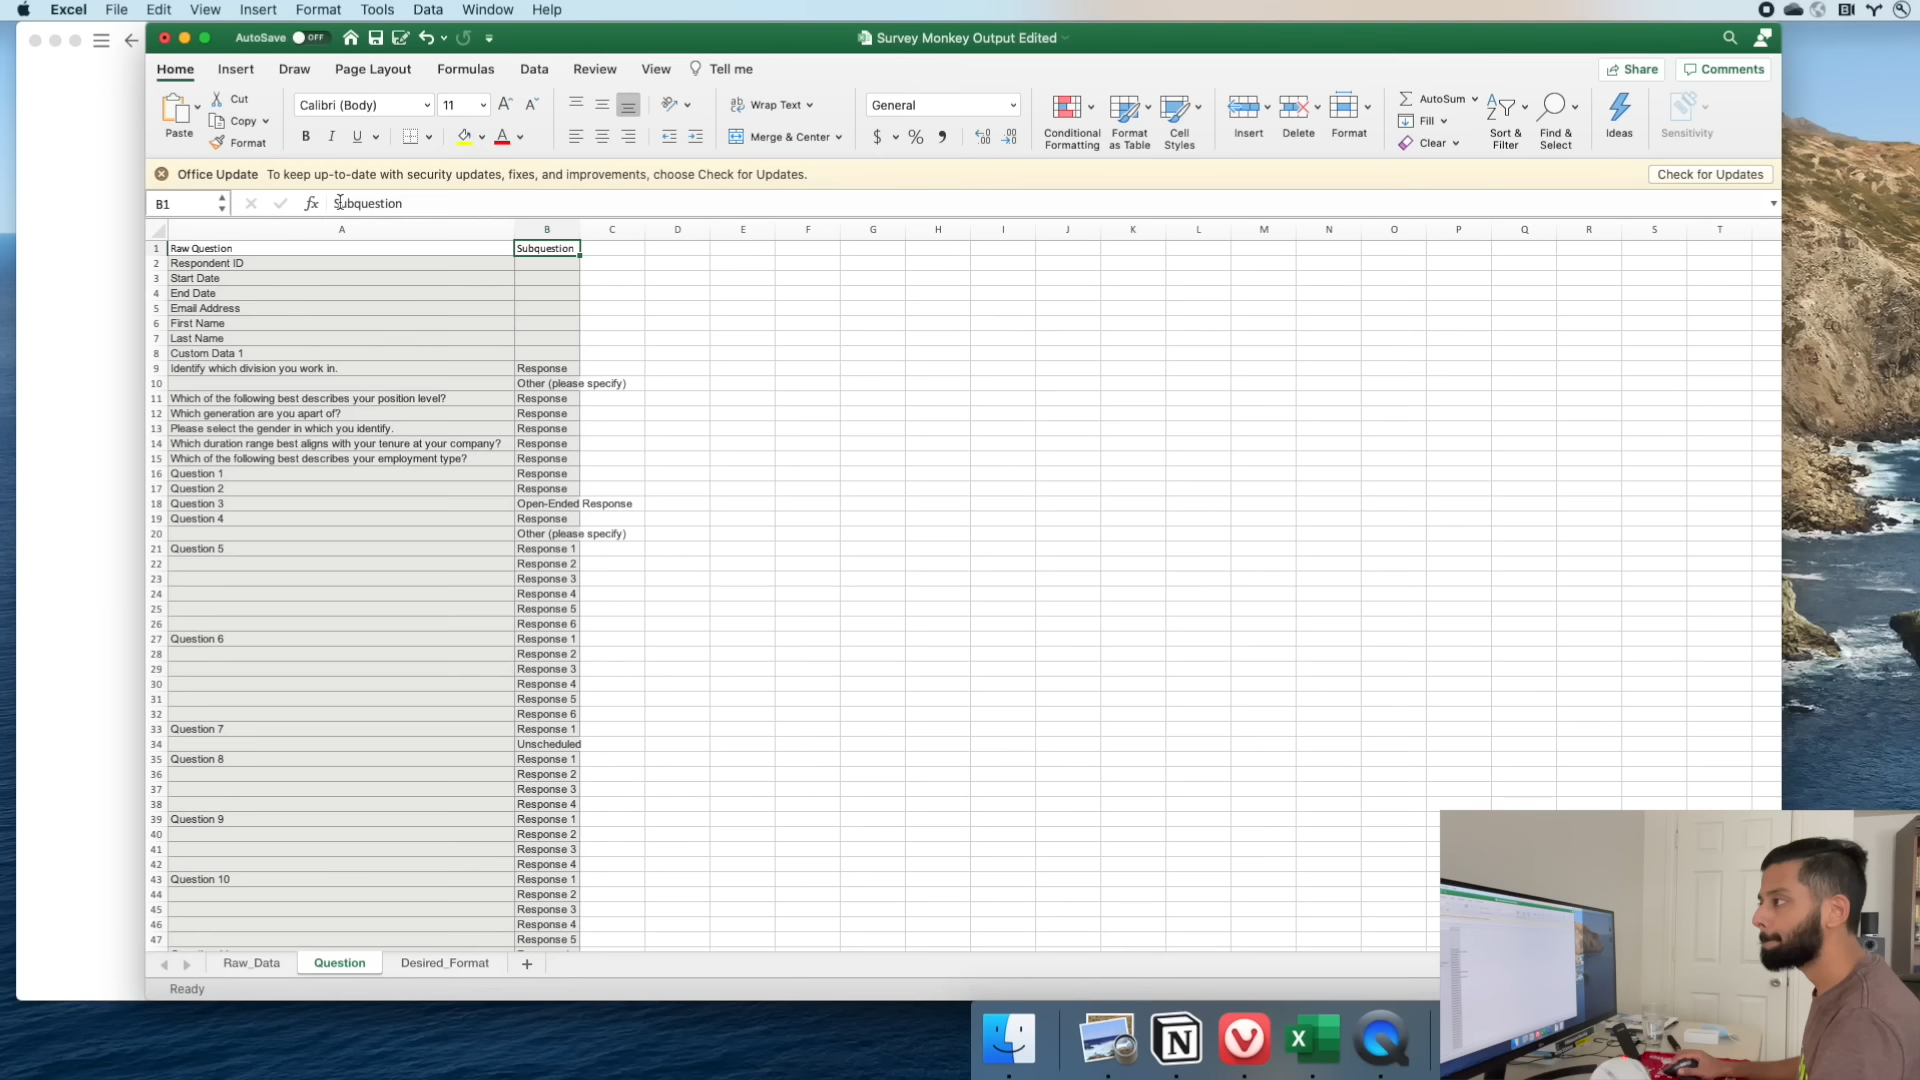 Excel File Edit View Insert Format Tools Data Window Help
AutoSave OFF Survey Monkey Output Edited
Home Insert Draw Page Layout Formulas Data Review View Tell me Share Comments
Paste Cut Copy Format
Calibri (Body) 11
B I U A
Wrap Text
Merge & Center
General
$ % ,
Conditional Formatting
Format as Table
Cell Styles
Insert Delete Format
AutoSum
Fill
Clear
Sort & Filter
Find & Select
Ideas
Sensitivity
Office Update To keep up-to-date with security updates, fixes, and improvements, choose Check for Updates. Check for Updates
B1 fx Subquestion
A B C D E F G H I J K L M N O P Q R S T
1 Raw Question Subquestion
2 Respondent ID
3 Start Date
4 End Date
5 Email Address
6 First Name
7 Last Name
8 Custom Data 1
9 Identify which division you work in. Response
10 Other (please specify)
11 Which of the following best describes your position level? Response
12 Which generation are you apart of? Response
13 Please select the gender in which you identify. Response
14 Which duration range best aligns with your tenure at your company? Response
15 Which of the following best describes your employment type? Response
16 Question 1 Response
17 Question 2 Response
18 Question 3 Open-Ended Response
19 Question 4 Response
20 Other (please specify)
21 Question 5 Response 1
22 Response 2
23 Response 3
24 Response 4
25 Response 5
26 Response 6
27 Question 6 Response 1
28 Response 2
29 Response 3
30 Response 4
31 Response 5
32 Response 6
33 Question 7 Response 1
34 Unscheduled
35 Question 8 Response 1
36 Response 2
37 Response 3
38 Response 4
39 Question 9 Response 1
40 Response 2
41 Response 3
42 Response 4
43 Question 10 Response 1
44 Response 2
45 Response 3
46 Response 4
47 Response 5
Raw_Data Question Desired_Format +
Ready